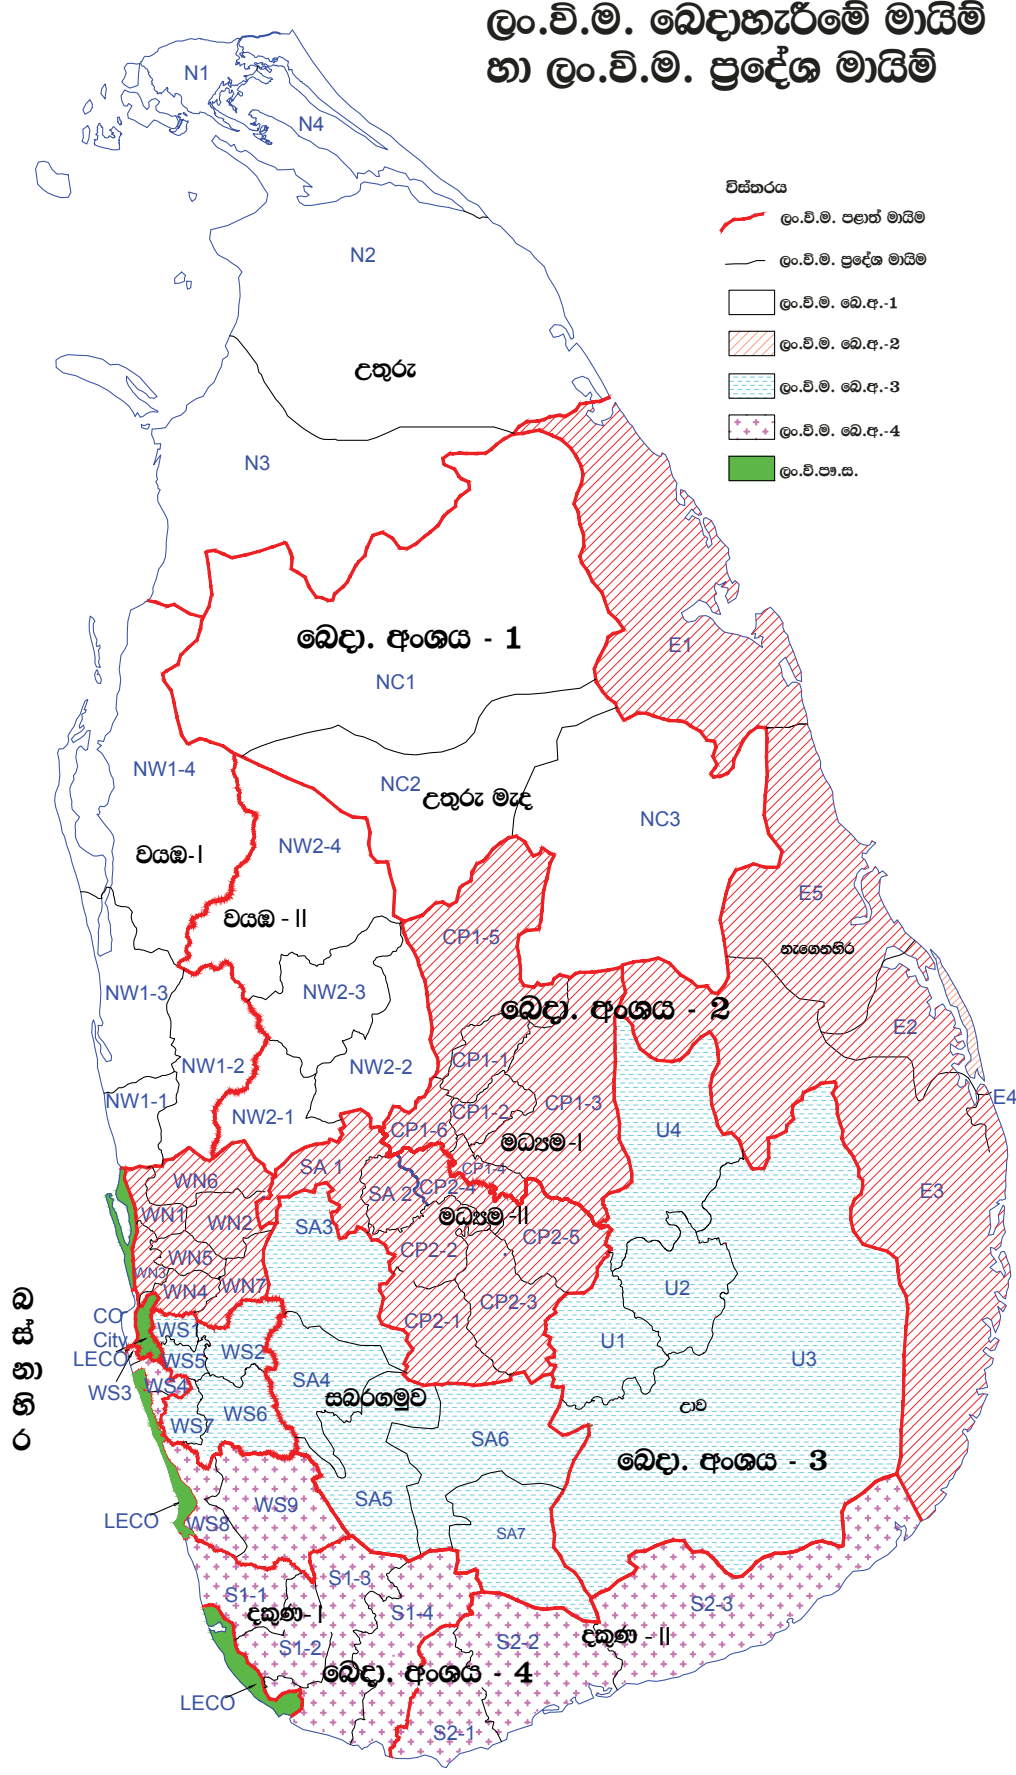 ලං.වි.ම. බෙදාහැරීමේ මායිම්
හා ලං.වි.ම. ප්‍රදේශ මායිම්
විස්තරය
ලං.වි.ම. පළාත් මායිම
ලං.වි.ම. ප්‍රදේශ මායිම
ලං.වි.ම. බෙ.අ.-1
ලං.වි.ම. බෙ.අ.-2
ලං.වි.ම. බෙ.අ.-3
ලං.වි.ම. බෙ.අ.-4
ලං.වි.පෟ.ස.
N1
N4
N2
උතුරු
N3
බෙදා. අංශය - 1
E1
NC1
NW1-4
NC2
උතුරු මැද
NC3
NW2-4
වයඹ-I
වයඹ - II
E5
CP1-5
නැගෙනහිර
NW1-3
NW2-3
බෙදා. අංශය - 2
E2
NW1-2
NW2-2
CP1-1
NW1-1
NW2-1
CP1-2
CP1-3
E4
CP1-6
U4
මධ්‍යම-I
SA 1
CP1-4
WN6
SA 2
CP2-4
E3
WN1
WN2
SA3
මධ්‍යම-II
CP2-5
WN5
CP2-2
WN3
WN4
WN7
U2
CP2-3
CO
City
WS1
CP2-1
U1
LECO
WS5
WS2
U3
WS3
WS4
SA4
සබරගමුව
ඌව
WS7
WS6
SA6
බෙදා. අංශය - 3
බ
ස්
නා
හි
ර
LECO
WS8
WS9
SA5
SA7
S1-1
S1-3
S1-4
S2-3
දකුණ-I
S1-2
S2-2
දකුණ - II
බෙදා. අංශය - 4
LECO
S2-1